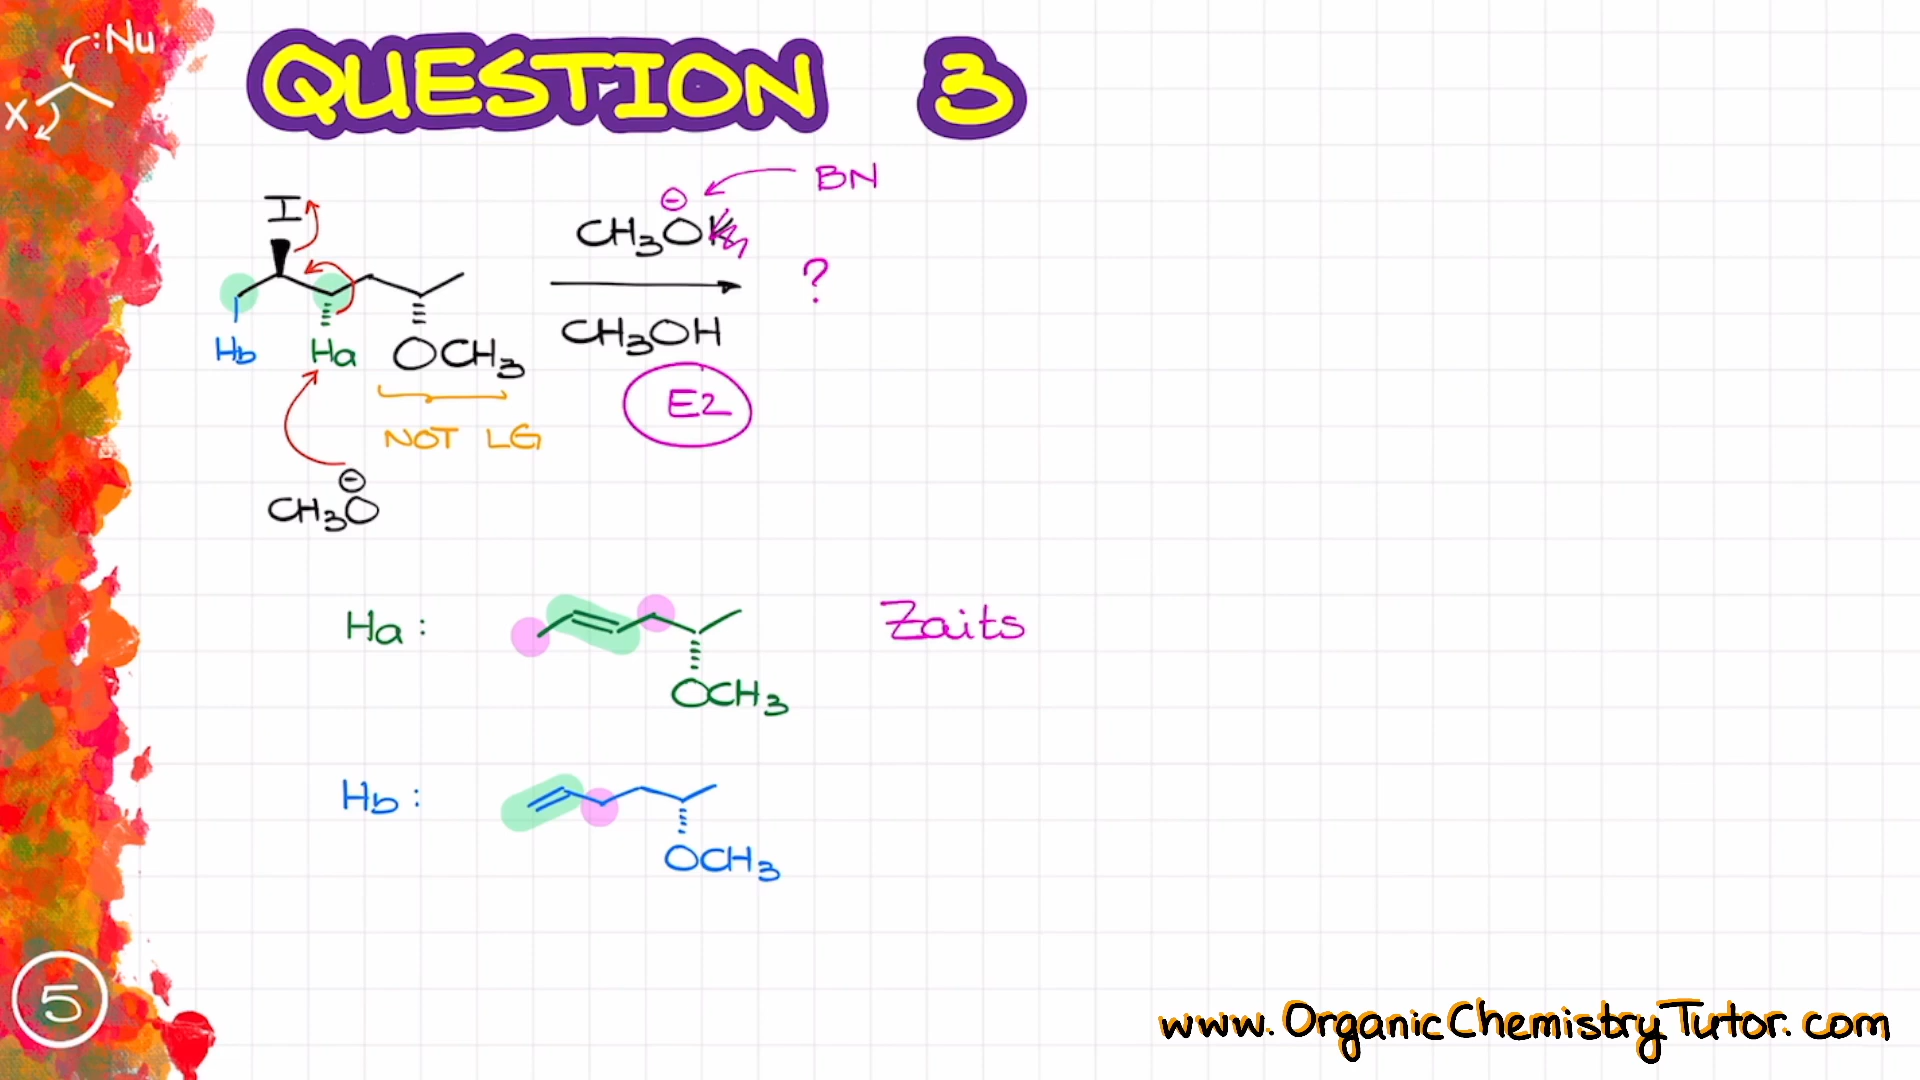 :Nu
X
QUESTION 3
BN
I
⊖
CH3OK
?
CH3OH
Hb Ha OCH3
E2
NOT LG
⊖
CH3O
Ha: Zaits
OCH3
Hb:
OCH3
5
www.OrganicChemistryTutor.com